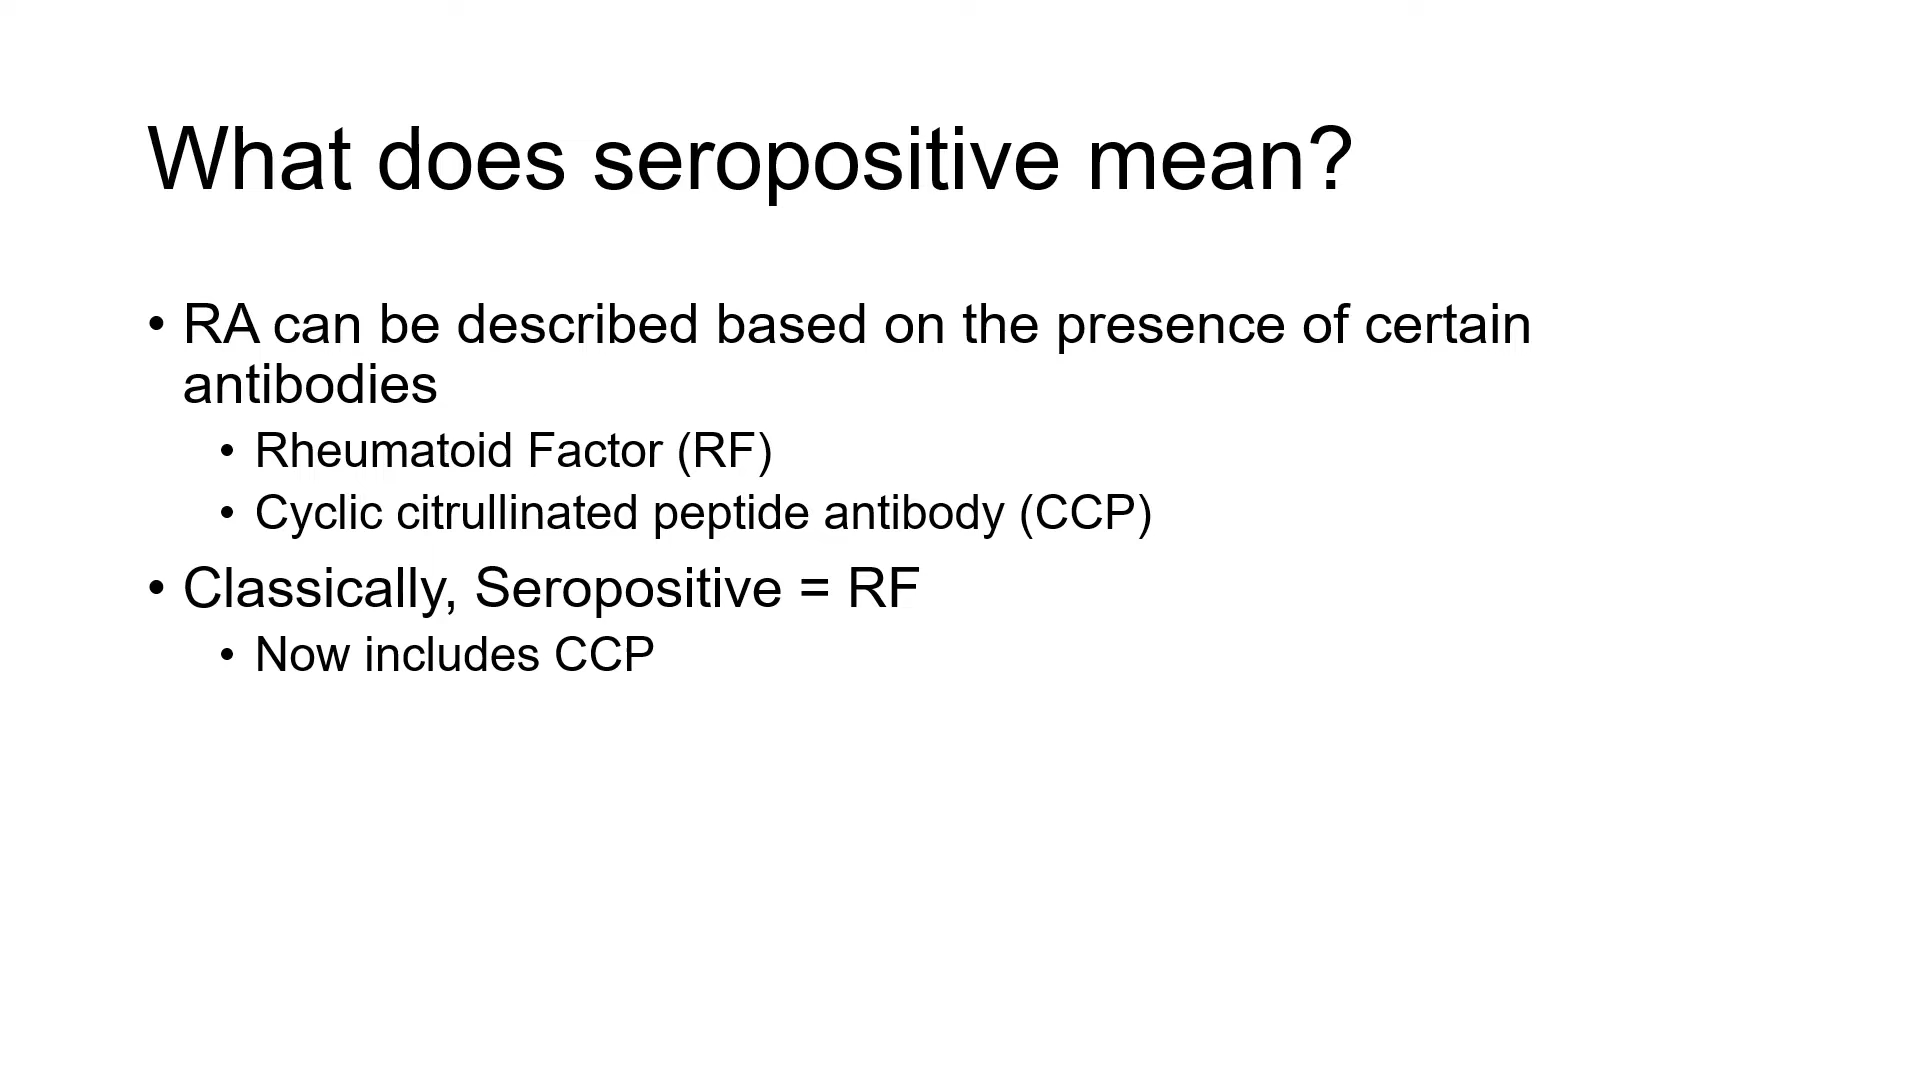 What does seropositive mean?
• RA can be described based on the presence of certain
antibodies
• Rheumatoid Factor (RF)
• Cyclic citrullinated peptide antibody (CCP)
• Classically, Seropositive = RF
• Now includes CCP